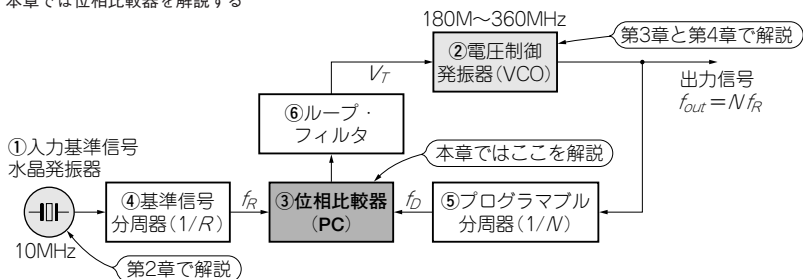 本章では位相比較器を解説する
180M～360MHz
②電圧制御
発振器(VCO)
第3章と第4章で解説
V_T
出力信号
f_out＝Nf_R
⑥ループ・
フィルタ
①入力基準信号
水晶発振器
本章ではここを解説
④基準信号
分周器(1/R)
f_R
③位相比較器
(PC)
f_D
⑤プログラマブル
分周器(1/N)
10MHz
第2章で解説